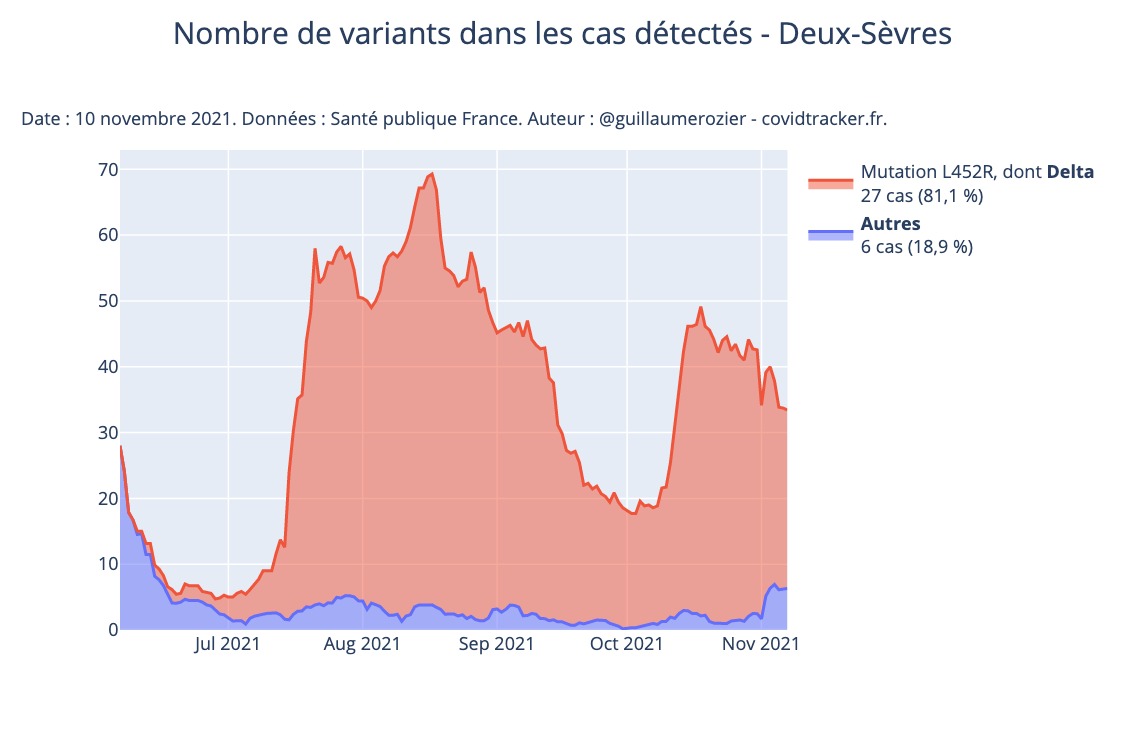 Nombre de variants dans les cas détectés - Deux-Sèvres
Date : 10 novembre 2021. Données : Santé publique France. Auteur : @guillaumerozier - covidtracker.fr.
70
60
50
40
30
20
10
0
Jul 2021
Aug 2021
Sep 2021
Oct 2021
Nov 2021
Mutation L452R, dont Delta
27 cas (81,1 %)
Autres
6 cas (18,9 %)